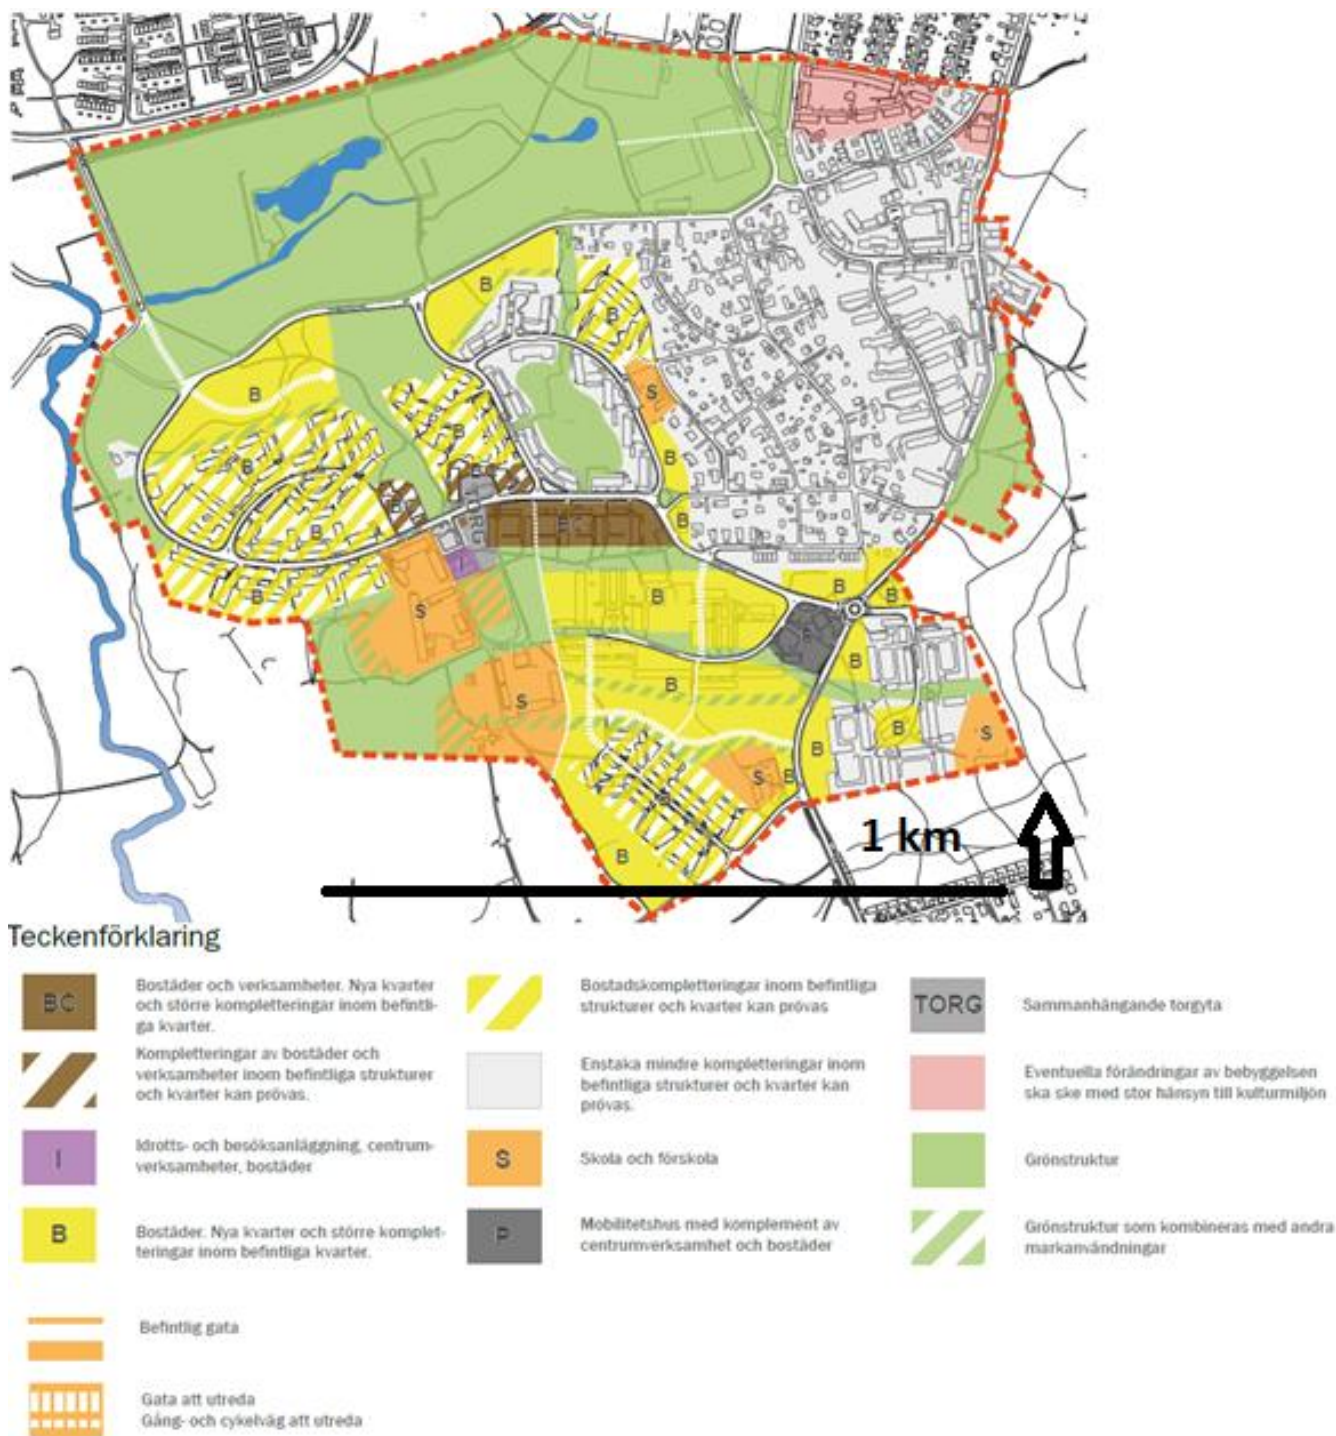 B
B
S
B
B
B
B
B
B
TORG
BC
B
I
B
B
B
B
S
P
B
B
S
B
B
S
S
B
B
1 km
B
Teckenförklaring
BC
Bostäder och verksamheter. Nya kvarter
och större kompletteringar inom befintli-
ga kvarter.
Kompletteringar av bostäder och
verksamheter inom befintliga strukturer
och kvarter kan prövas.
I
Idrotts- och besöksanläggning, centrum-
verksamheter, bostäder
B
Bostäder. Nya kvarter och större komplet-
teringar inom befintliga kvarter.
Befintlig gata
Gata att utreda
Gång- och cykelväg att utreda
Bostadskompletteringar inom befintliga
strukturer och kvarter kan prövas
Enstaka mindre kompletteringar inom
befintliga strukturer och kvarter kan
prövas.
S
Skola och förskola
P
Mobilitetshus med komplement av
centrumverksamhet och bostäder
TORG
Sammanhängande torgyta
Eventuella förändringar av bebyggelsen
ska ske med stor hänsyn till kulturmiljön
Grönstruktur
Grönstruktur som kombineras med andra
markanvändningar